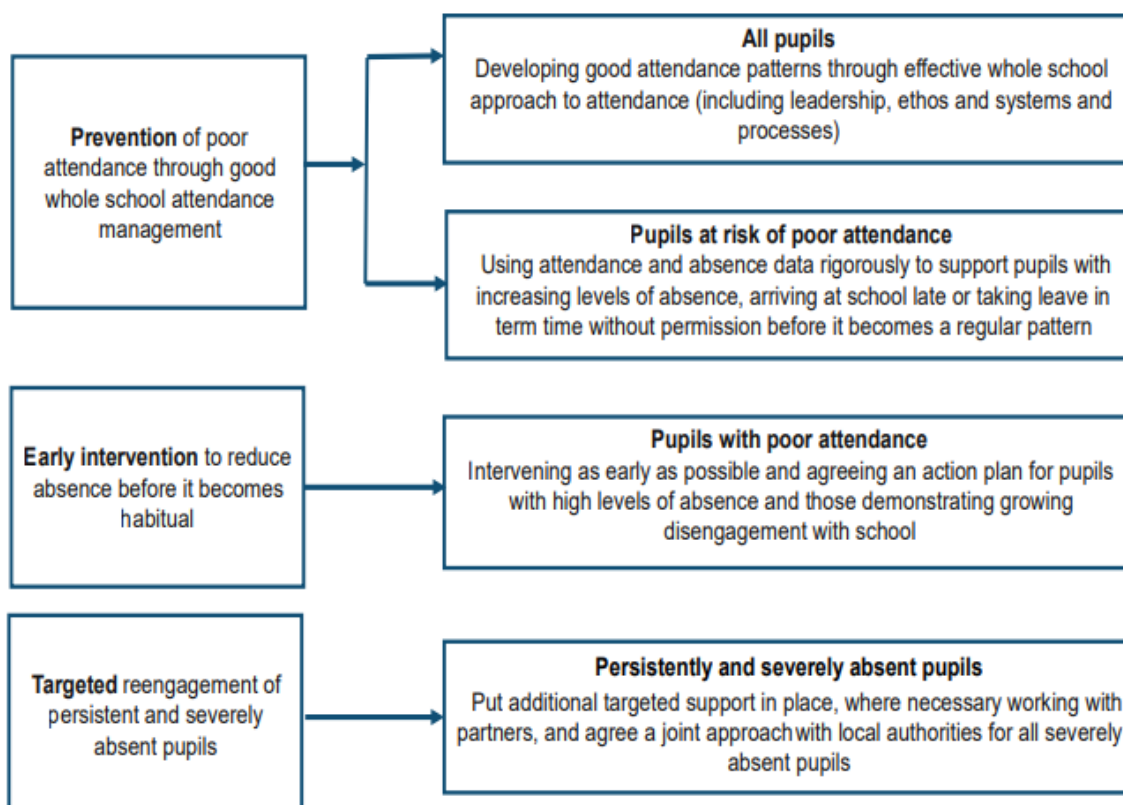 Prevention of poor
attendance through good
whole school attendance
management
All pupils
Developing good attendance patterns through effective whole school
approach to attendance (including leadership, ethos and systems and
processes)
Pupils at risk of poor attendance
Using attendance and absence data rigorously to support pupils with
increasing levels of absence, arriving at school late or taking leave in
term time without permission before it becomes a regular pattern
Early intervention to reduce
absence before it becomes
habitual
Pupils with poor attendance
Intervening as early as possible and agreeing an action plan for pupils
with high levels of absence and those demonstrating growing
disengagement with school
Targeted reengagement of
persistent and severely
absent pupils
Persistently and severely absent pupils
Put additional targeted support in place, where necessary working with
partners, and agree a joint approach with local authorities for all severely
absent pupils